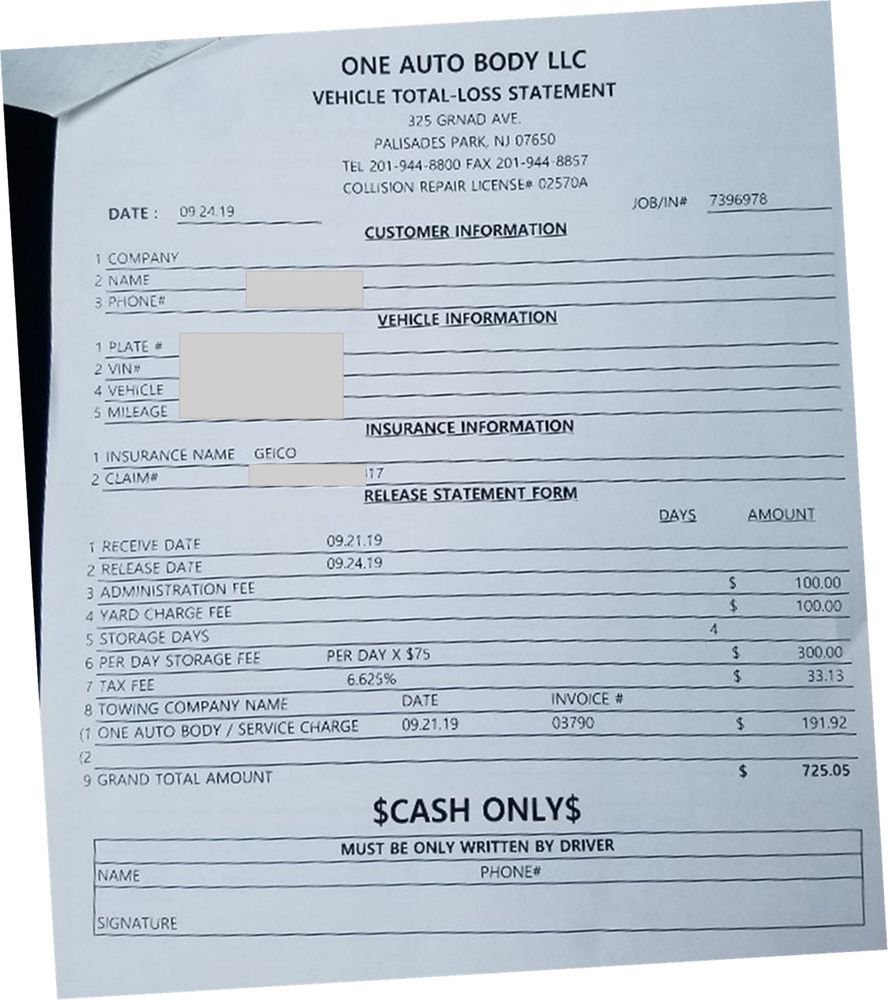 ONE AUTO BODY LLC
VEHICLE TOTAL-LOSS STATEMENT
325 GRNAD AVE.
PALISADES PARK, NJ 07650
TEL 201-944-8800 FAX 201-944-8857
COLLISION REPAIR LICENSE# 02570A
DATE : 09.24.19 JOB/IN# 7396978
CUSTOMER INFORMATION
1 COMPANY
2 NAME
3 PHONE#
VEHICLE INFORMATION
1 PLATE #
2 VIN#
4 VEHICLE
5 MILEAGE
INSURANCE INFORMATION
1 INSURANCE NAME GEICO
2 CLAIM# 17
RELEASE STATEMENT FORM
DAYS AMOUNT
1 RECEIVE DATE 09.21.19
2 RELEASE DATE 09.24.19
3 ADMINISTRATION FEE $ 100.00
4 YARD CHARGE FEE $ 100.00
5 STORAGE DAYS 4
6 PER DAY STORAGE FEE PER DAY X $75 $ 300.00
7 TAX FEE 6.625% $ 33.13
8 TOWING COMPANY NAME DATE INVOICE #
(1 ONE AUTO BODY / SERVICE CHARGE 09.21.19 03790 $ 191.92
(2
9 GRAND TOTAL AMOUNT $ 725.05
$CASH ONLY$
MUST BE ONLY WRITTEN BY DRIVER
NAME PHONE#
SIGNATURE